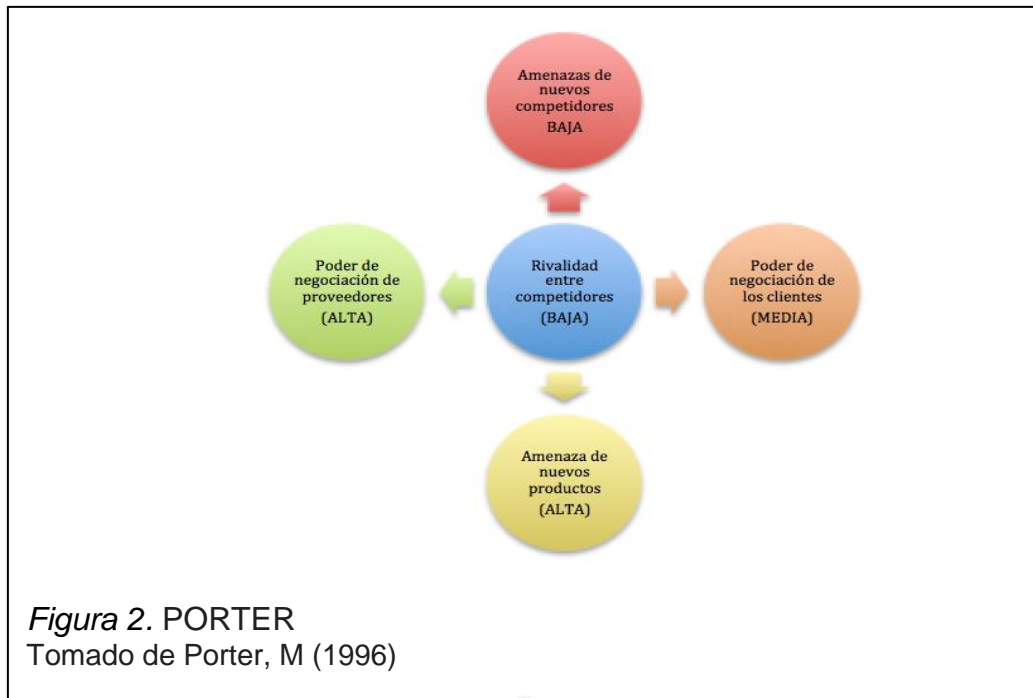 Amenazas de
nuevos
competidores
BAJA
Poder de
negociación de
proveedores
(ALTA)
Rivalidad
entre
competidores
(BAJA)
Poder de
negociación de
los clientes
(MEDIA)
Amenaza de
nuevos
productos
(ALTA)
Figura 2. PORTER
Tomado de Porter, M (1996)